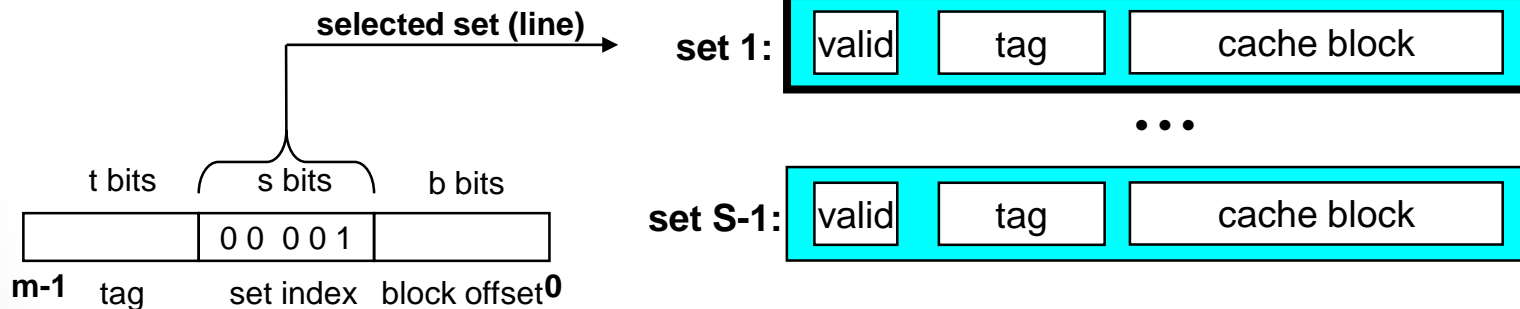 selected set (line)
set 1: valid tag cache block
• • •
t bits s bits b bits
set S-1: valid tag cache block
0 0 0 0 1
m-1 tag set index block offset 0